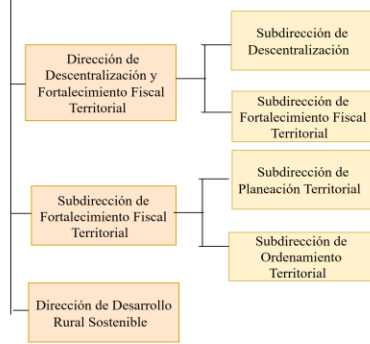 Dirección de
Descentralización y
Fortalecimiento Fiscal
Territorial
Subdirección de
Descentralización
Subdirección de
Fortalecimiento Fiscal
Territorial
Subdirección de
Fortalecimiento Fiscal
Territorial
Subdirección de
Planeación Territorial
Subdirección de
Ordenamiento
Territorial
Dirección de Desarrollo
Rural Sostenible